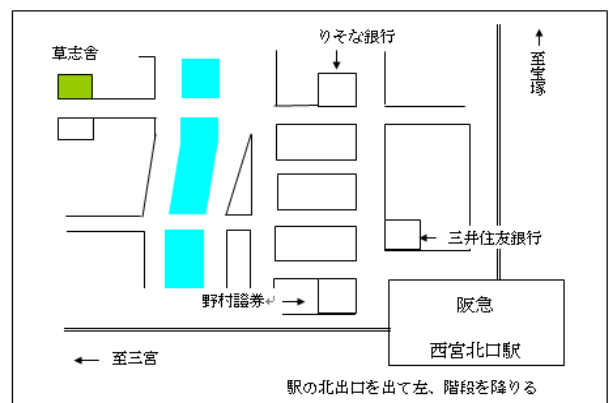 りそな銀行
草志舎
至宝塚
三井住友銀行
野村證券
阪急
西宮北口駅
至三宮
駅の北出口を出て左、階段を降りる